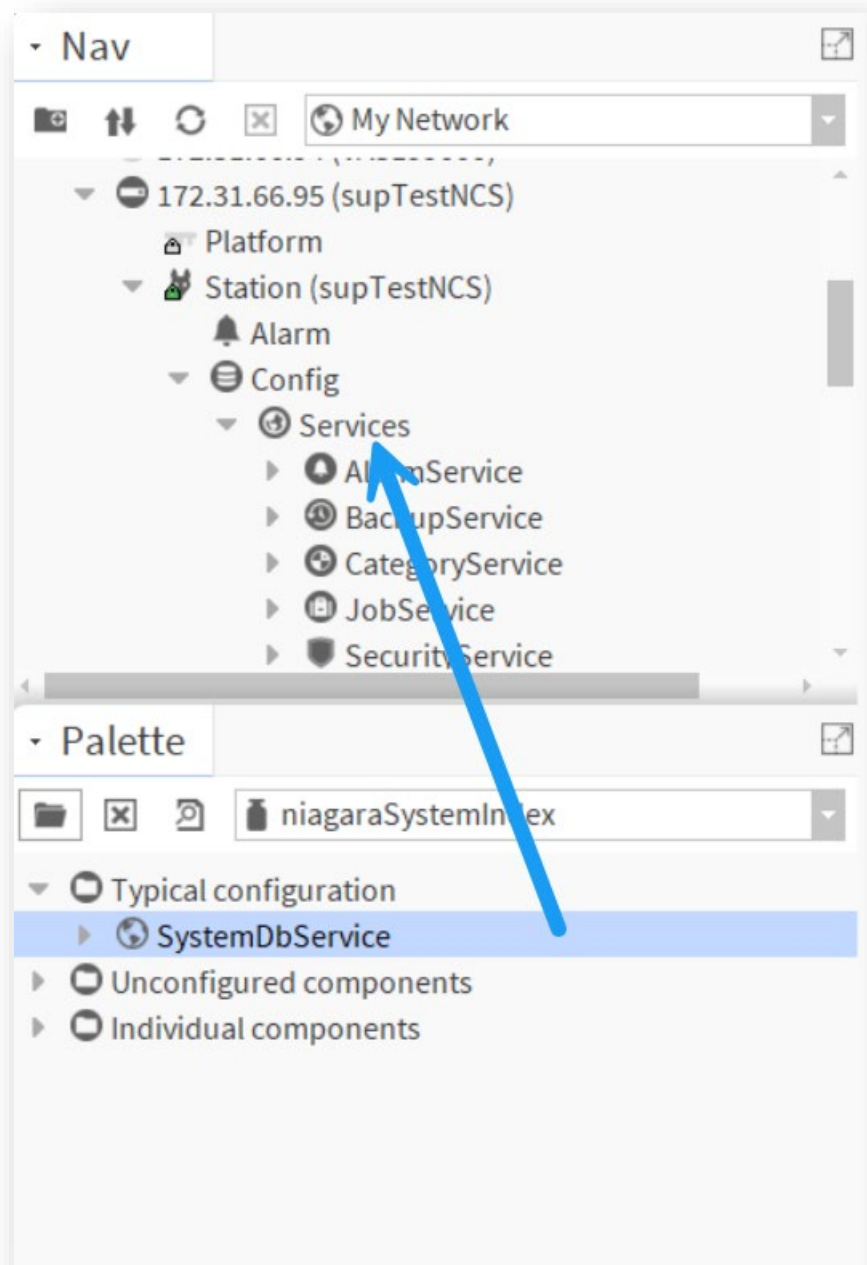 Nav
My Network
172.31.66.95 (supTestNCS)
Platform
Station (supTestNCS)
Alarm
Config
Services
AlarmService
BackupService
CategoryService
JobService
SecurityService
Palette
niagaraSystemIndex
Typical configuration
SystemDbService
Unconfigured components
Individual components